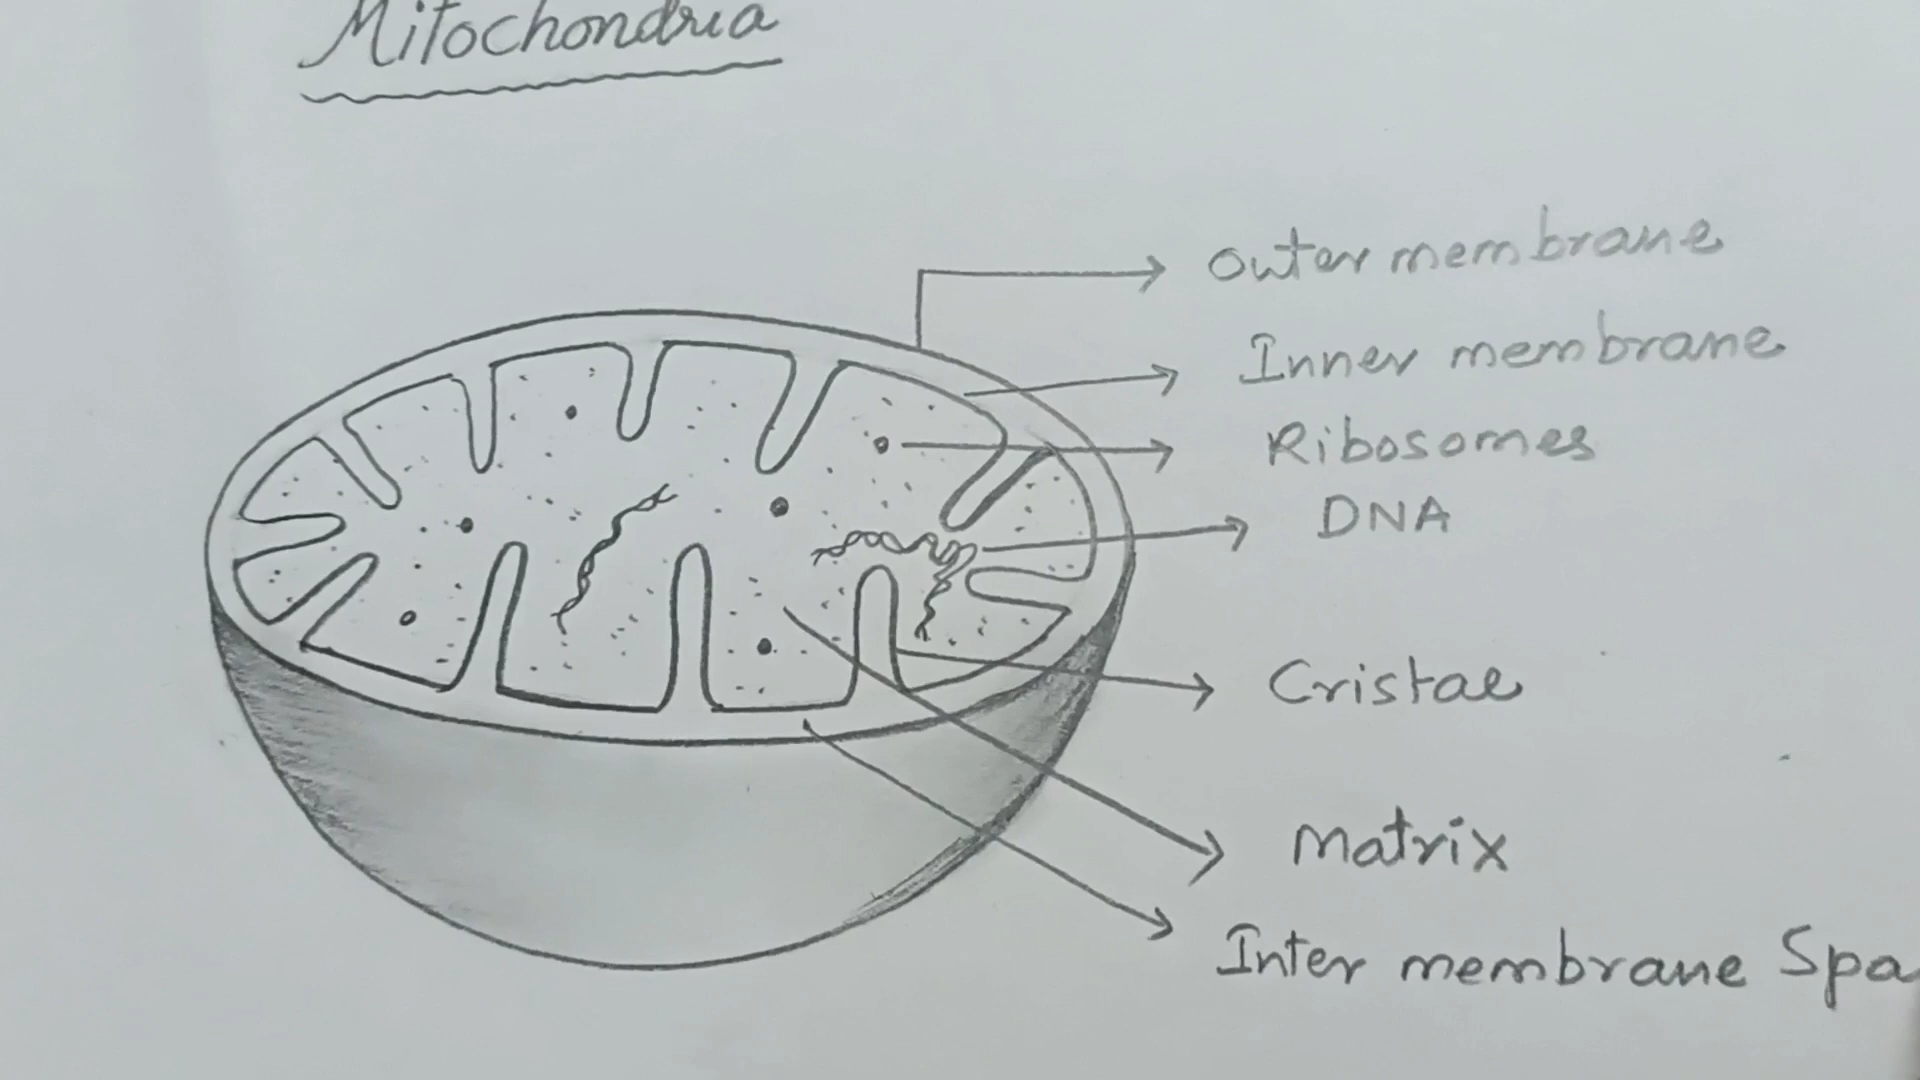 Mitochondria
Outer membrane
Inner membrane
Ribosomes
DNA
Cristae
Matrix
Inter membrane Spa